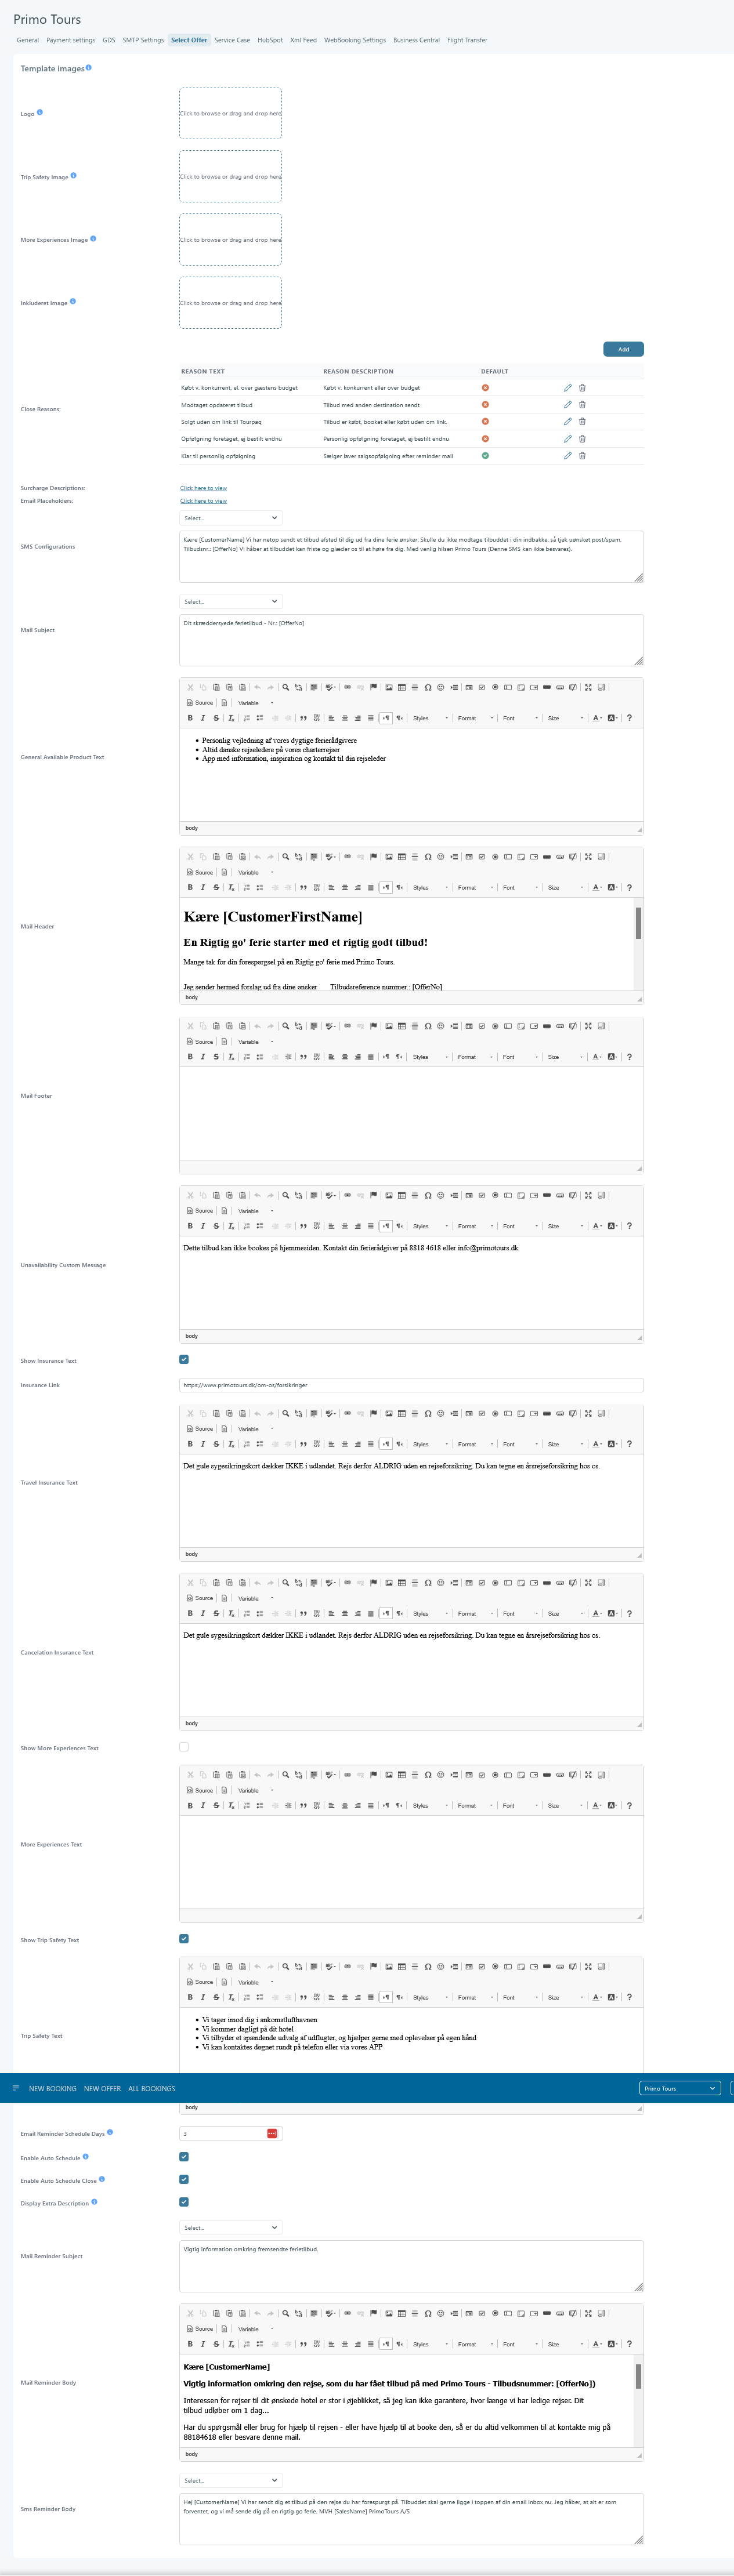 Primo Tours
General Payment settings GDS SMTP Settings Select Offer Service Case HubSpot Xml Feed WebBooking Settings Business Central Flight Transfer
Template images
Logo
Click to browse or drag and drop here
Trip Safety Image
Click to browse or drag and drop here
More Experiences Image
Click to browse or drag and drop here
Inkluderet Image
Click to browse or drag and drop here
Add
Close Reasons:
REASON TEXT REASON DESCRIPTION DEFAULT
Købt v. konkurrent, el. over gæstens budget Købt v. konkurrent eller over budget
Modtaget opdateret tilbud Tilbud med anden destination sendt
Solgt uden om link til Tourpaq Tilbud er købt, booket eller købt uden om link.
Opfølgning foretaget, ej bestilt endnu Personlig opfølgning foretaget, ej bestilt endnu
Klar til personlig opfølgning Sælger laver salgsopfølgning efter reminder mail
Surcharge Descriptions: Click here to view
Email Placeholders: Click here to view
Select...
SMS Configurations
Kære [CustomerName] Vi har netop sendt et tilbud afsted til dig ud fra dine ferie ønsker. Skulle du ikke modtage tilbuddet i din indbakke, så tjek uønsket post/spam.
Tilbudsnr.: [OfferNo] Vi håber at tilbuddet kan friste og glæder os til at høre fra dig. Med venlig hilsen Primo Tours (Denne SMS kan ikke besvares).
Select...
Mail Subject
Dit skræddersyede ferietilbud - Nr.: [OfferNo]
General Available Product Text
Source Variable
Styles Format Font Size
Personlig vejledning af vores dygtige ferierådgivere
Altid danske rejseledere på vores charterrejser
App med information, inspiration og kontakt til din rejseleder
body
Mail Header
Source Variable
Styles Format Font Size
Kære [CustomerFirstName]
En Rigtig go' ferie starter med et rigtig godt tilbud!
Mange tak for din forespørgsel på en Rigtig go' ferie med Primo Tours.
Jeg sender hermed forslag ud fra dine ønsker Tilbudsreference nummer.: [OfferNo]
body
Mail Footer
Source Variable
Styles Format Font Size
Unavailability Custom Message
Source Variable
Styles Format Font Size
Dette tilbud kan ikke bookes på hjemmesiden. Kontakt din ferierådgiver på 8818 4618 eller info@primotours.dk
body
Show Insurance Text
Insurance Link https://www.primotours.dk/om-os/forsikringer
Travel Insurance Text
Source Variable
Styles Format Font Size
Det gule sygesikringskort dækker IKKE i udlandet. Rejs derfor ALDRIG uden en rejseforsikring. Du kan tegne en årsrejseforsikring hos os.
body
Cancelation Insurance Text
Source Variable
Styles Format Font Size
Det gule sygesikringskort dækker IKKE i udlandet. Rejs derfor ALDRIG uden en rejseforsikring. Du kan tegne en årsrejseforsikring hos os.
body
Show More Experiences Text
More Experiences Text
Source Variable
Styles Format Font Size
Show Trip Safety Text
Trip Safety Text
Source Variable
Styles Format Font Size
Vi tager imod dig i ankomstlufthavnen
Vi kommer dagligt på dit hotel
Vi tilbyder et spændende udvalg af udflugter, og hjælper gerne med oplevelser på egen hånd
Vi kan kontaktes døgnet rundt på telefon eller via vores APP
NEW BOOKING NEW OFFER ALL BOOKINGS Primo Tours
body
Email Reminder Schedule Days 3
Enable Auto Schedule
Enable Auto Schedule Close
Display Extra Description
Select...
Mail Reminder Subject
Vigtig information omkring fremsendte ferietilbud.
Mail Reminder Body
Source Variable
Styles Format Font Size
Kære [CustomerName]
Vigtig information omkring den rejse, som du har fået tilbud på med Primo Tours - Tilbudsnummer: [OfferNo])
Interessen for rejser til dit ønskede hotel er stor i øjeblikket, så jeg kan ikke garantere, hvor længe vi har ledige rejser. Dit
tilbud udløber om 1 dag...
Har du spørgsmål eller brug for hjælp til rejsen - eller have hjælp til at booke den, så er du altid velkommen til at kontakte mig på
88184618 eller besvare denne mail.
body
Select...
Sms Reminder Body
Hej [CustomerName] Vi har sendt dig et tilbud på den rejse du har forespurgt på. Tilbuddet skal gerne ligge i toppen af din email inbox nu. Jeg håber, at alt er som
forventet, og vi må sende dig på en rigtig go ferie. MVH [SalesName] PrimoTours A/S